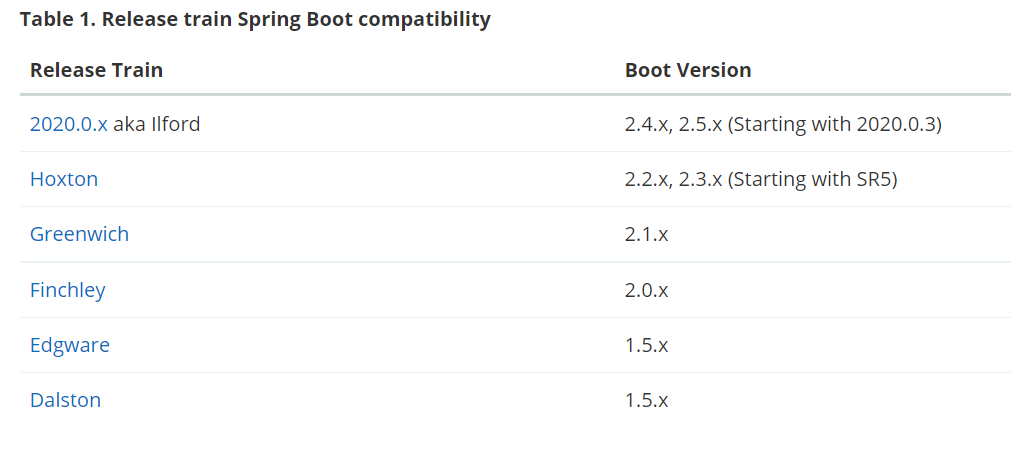 Table 1. Release train Spring Boot compatibility
Release Train Boot Version
2020.0.x aka Ilford 2.4.x, 2.5.x (Starting with 2020.0.3)
Hoxton 2.2.x, 2.3.x (Starting with SR5)
Greenwich 2.1.x
Finchley 2.0.x
Edgware 1.5.x
Dalston 1.5.x